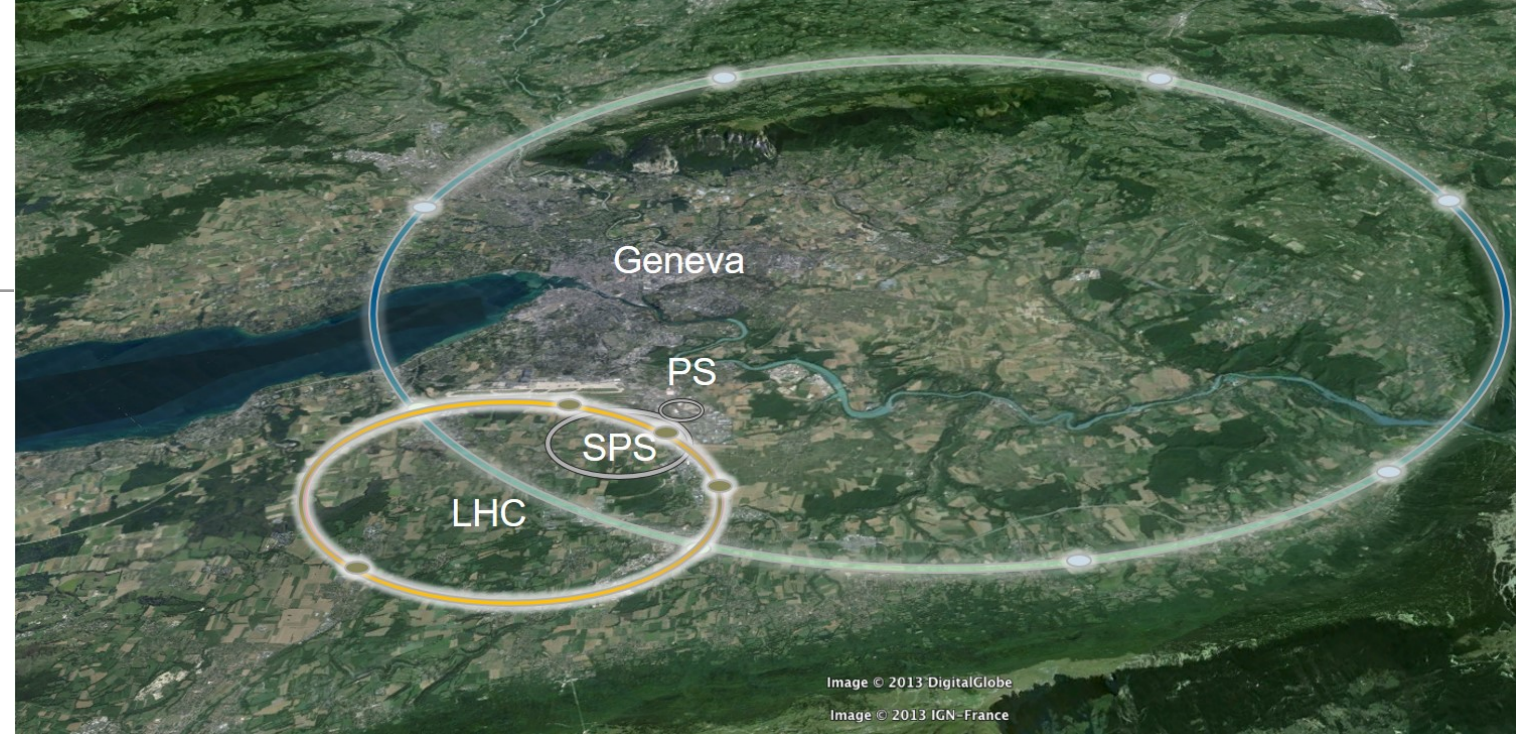 Geneva
PS
SPS
LHC
Image © 2013 DigitalGlobe
Image © 2013 IGN-France